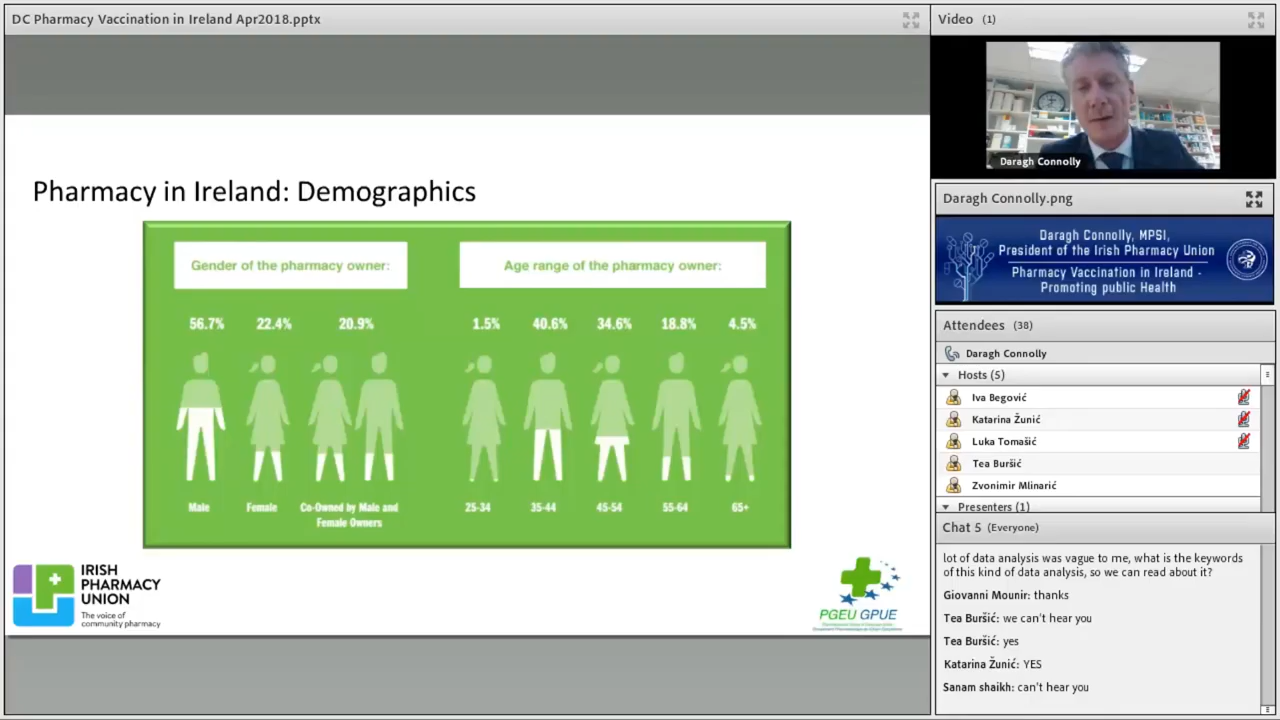 DC Pharmacy Vaccination in Ireland Apr2018.pptx
Pharmacy in Ireland: Demographics
Gender of the pharmacy owner:
56.7% 22.4% 20.9%
Male Female Co-Owned by Male and
Female Owners
Age range of the pharmacy owner:
1.5% 40.6% 34.6% 18.8% 4.5%
25-34 35-44 45-54 55-64 65+
IRISH
PHARMACY
UNION
The voice of
community pharmacy
PGEU GPUE
Video (1)
Daragh Connolly
Daragh Connolly.png
Daragh Connolly, MPSI,
President of the Irish Pharmacy Union
Pharmacy Vaccination in Ireland -
Promoting public Health
Attendees (38)
Daragh Connolly
Hosts (5)
Iva Begović
Katarina Žunić
Luka Tomašić
Tea Buršić
Zvonimir Mlinarić
Presenters (1)
Chat 5 (Everyone)
lot of data analysis was vague to me, what is the keywords
of this kind of data analysis, so we can read about it?
Giovanni Mounir: thanks
Tea Buršić: we can't hear you
Tea Buršić: yes
Katarina Žunić: YES
Sanam shaikh: can't hear you